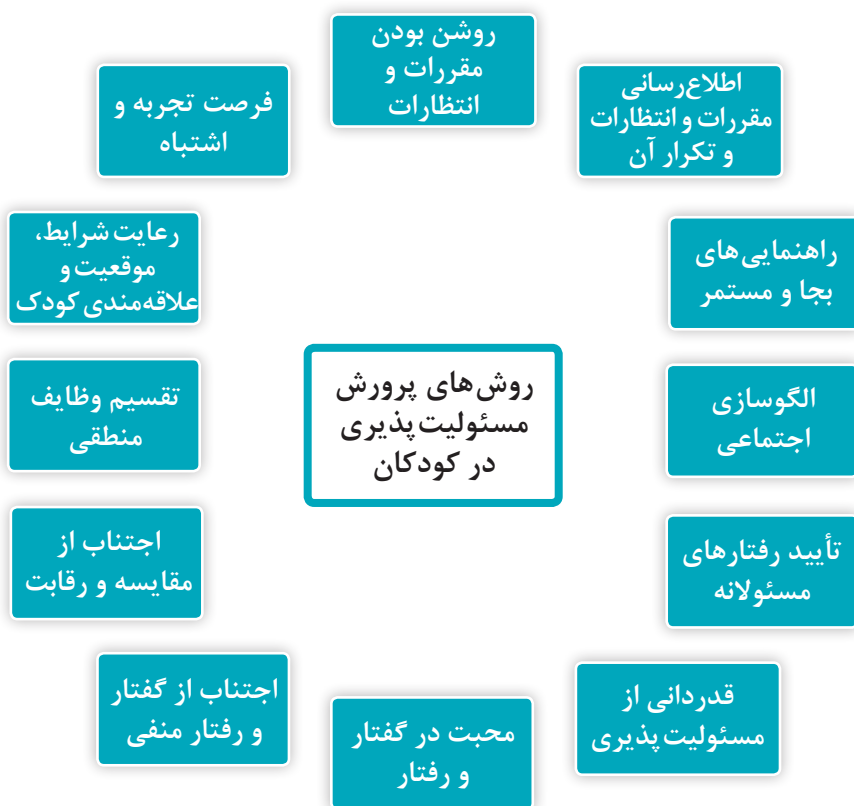 روشن بودن
مقررات و
انتظارات
اطلاع‌رسانی
مقررات و انتظارات
و تکرار آن
راهنمایی‌های
بجا و مستمر
الگوسازی
اجتماعی
تأیید رفتارهای
مسئولانه
قدردانی از
مسئولیت‌پذیری
محبت در گفتار
و رفتار
اجتناب از گفتار
و رفتار منفی
اجتناب از
مقایسه و رقابت
تقسیم وظایف
منطقی
رعایت شرایط،
موقعیت و
علاقه‌مندی کودک
فرصت تجربه و
اشتباه
روش‌های پرورش
مسئولیت‌پذیری
در کودکان